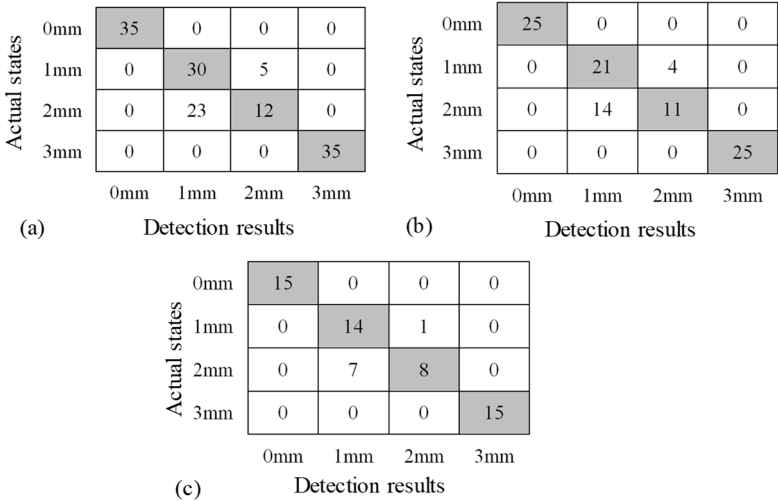 Actual states
0mm 35 0 0 0
1mm 0 30 5 0
2mm 0 23 12 0
3mm 0 0 0 35
0mm 1mm 2mm 3mm
(a) Detection results
Actual states
0mm 25 0 0 0
1mm 0 21 4 0
2mm 0 14 11 0
3mm 0 0 0 25
0mm 1mm 2mm 3mm
(b) Detection results
Actual states
0mm 15 0 0 0
1mm 0 14 1 0
2mm 0 7 8 0
3mm 0 0 0 15
0mm 1mm 2mm 3mm
(c) Detection results